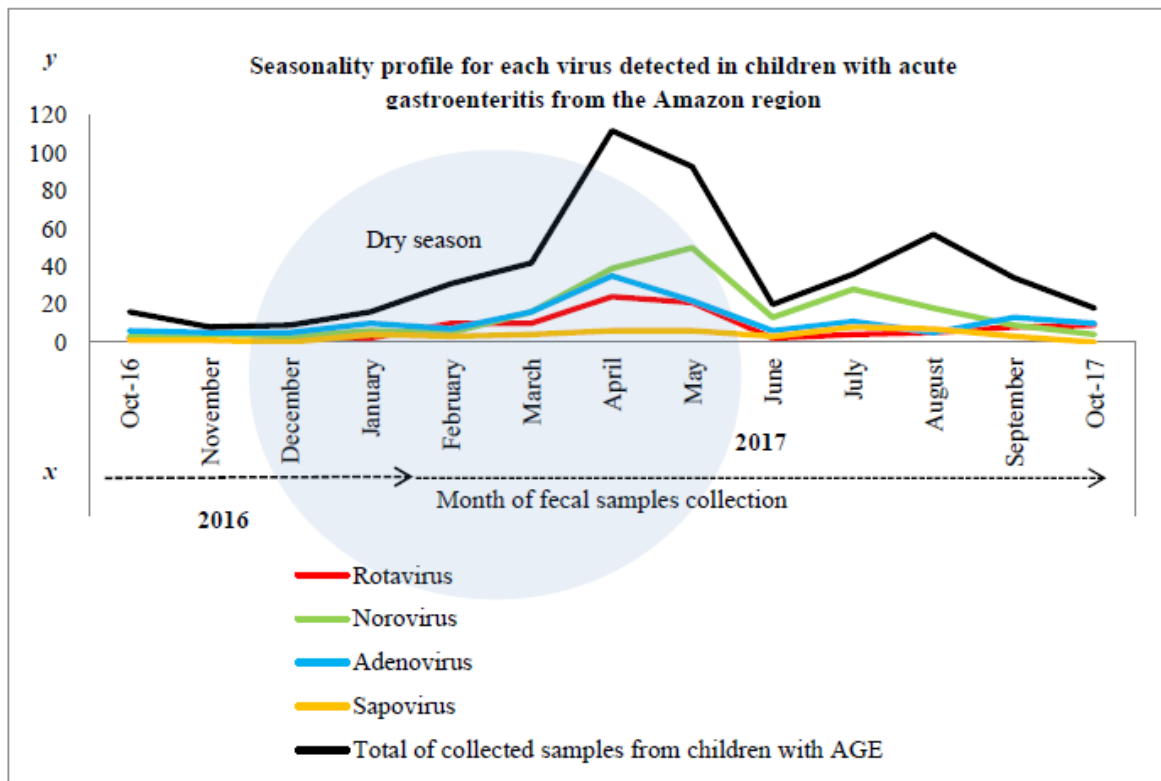 y
Seasonality profile for each virus detected in children with acute
gastroenteritis from the Amazon region
120
100
80
60
40
20
0
Dry season
Oct-16
November
December
January
February
March
April
May
June
July
August
September
Oct-17
2017
x
Month of fecal samples collection
2016
Rotavirus
Norovirus
Adenovirus
Sapovirus
Total of collected samples from children with AGE